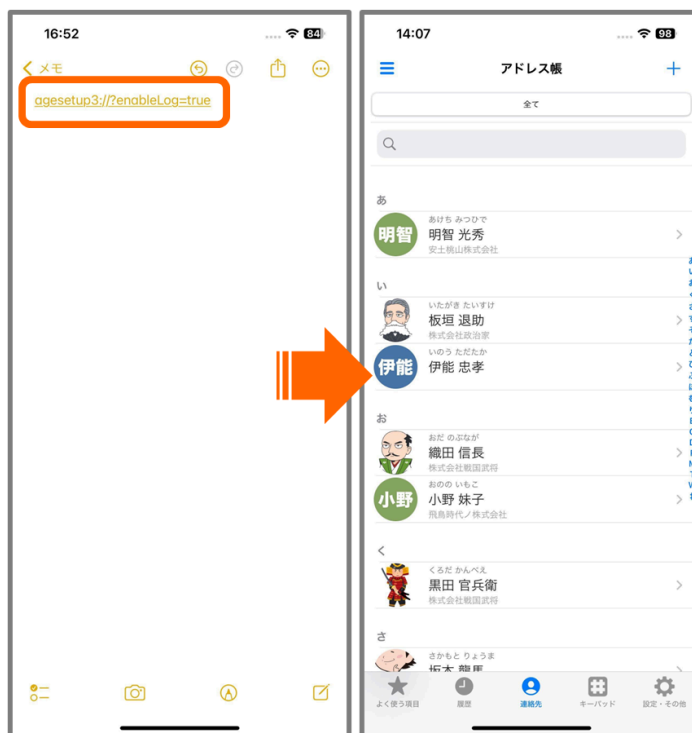 16:52
84
メモ
agesetup3://?enableLog=true
14:07
98
アドレス帳
全て
あ
明智
あけち みつひで
明智 光秀
安土桃山株式会社
い
いたがき たいすけ
板垣 退助
株式会社政治家
伊能
いのう ただたか
伊能 忠孝
お
おだ のぶなが
織田 信長
株式会社戦国武将
小野
おのの いもこ
小野 妹子
飛鳥時代ノ株式会社
く
くろだ かんべえ
黒田 官兵衛
株式会社戦国武将
さ
さかもと りょうま
坂本 龍馬
よく使う項目
履歴
連絡先
キーパッド
設定・その他